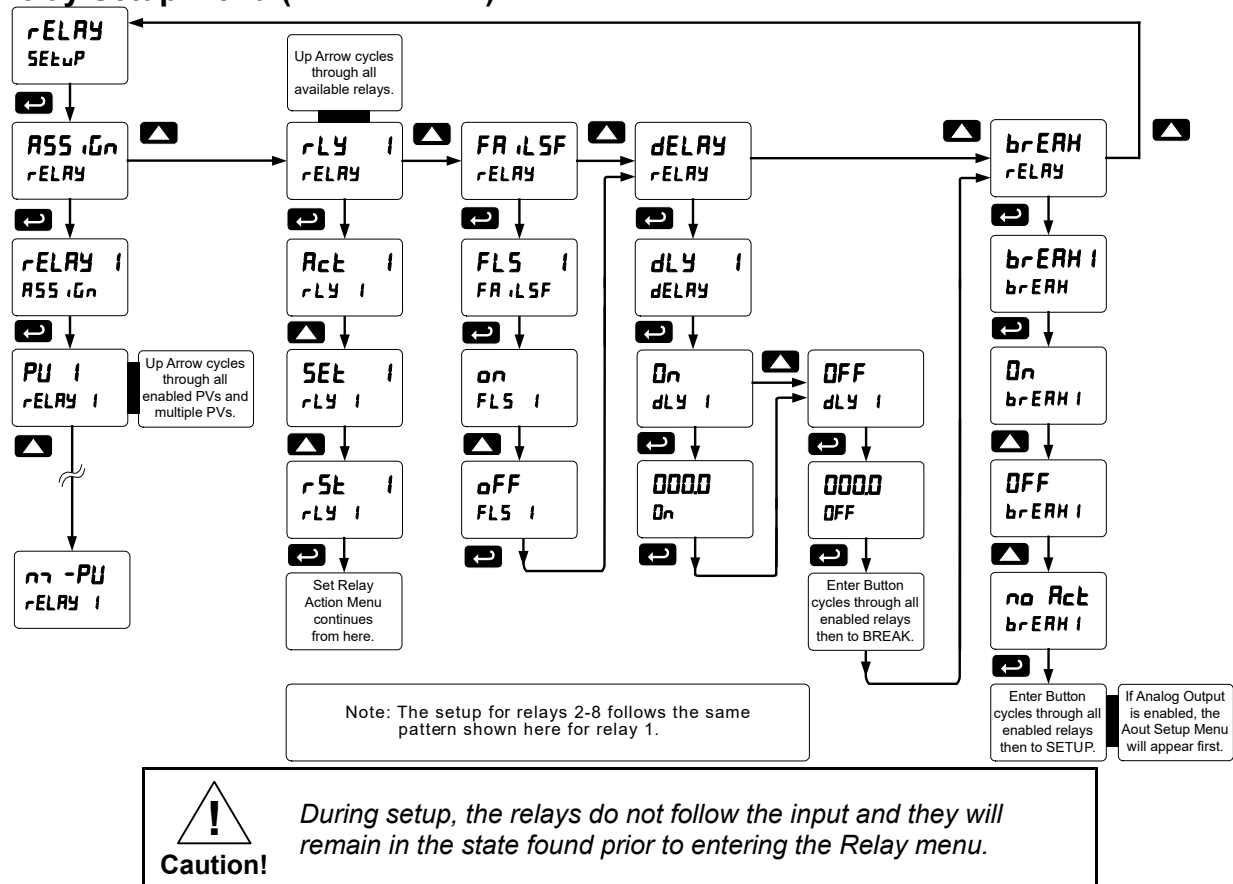 Setup Menu (
rELAY
SEtuP
ASSiGn
rELAY
rELAY 1
ASSiGn
PU 1
rELAY 1
Up Arrow cycles
through all
enabled PVs and
multiple PVs.
m -PU
rELAY 1
Up Arrow cycles
through all
available relays.
rLY 1
rELAY
Act 1
rLY 1
SEt 1
rLY 1
rSt 1
rLY 1
Set Relay
Action Menu
continues
from here.
FAiLSF
rELAY
FLS 1
FAiLSF
on
FLS 1
oFF
FLS 1
dELAY
rELAY
dLY 1
dELAY
On
dLY 1
000.0
On
OFF
dLY 1
000.0
OFF
Enter Button
cycles through all
enabled relays
then to BREAK.
brEAK
rELAY
brEAK 1
brEAK
On
brEAK 1
OFF
brEAK 1
no Act
brEAK 1
Enter Button
cycles through all
enabled relays
then to SETUP.
If Analog Output
is enabled, the
Aout Setup Menu
will appear first.
Note: The setup for relays 2-8 follows the same
pattern shown here for relay 1.
!
Caution!
During setup, the relays do not follow the input and they will
remain in the state found prior to entering the Relay menu.